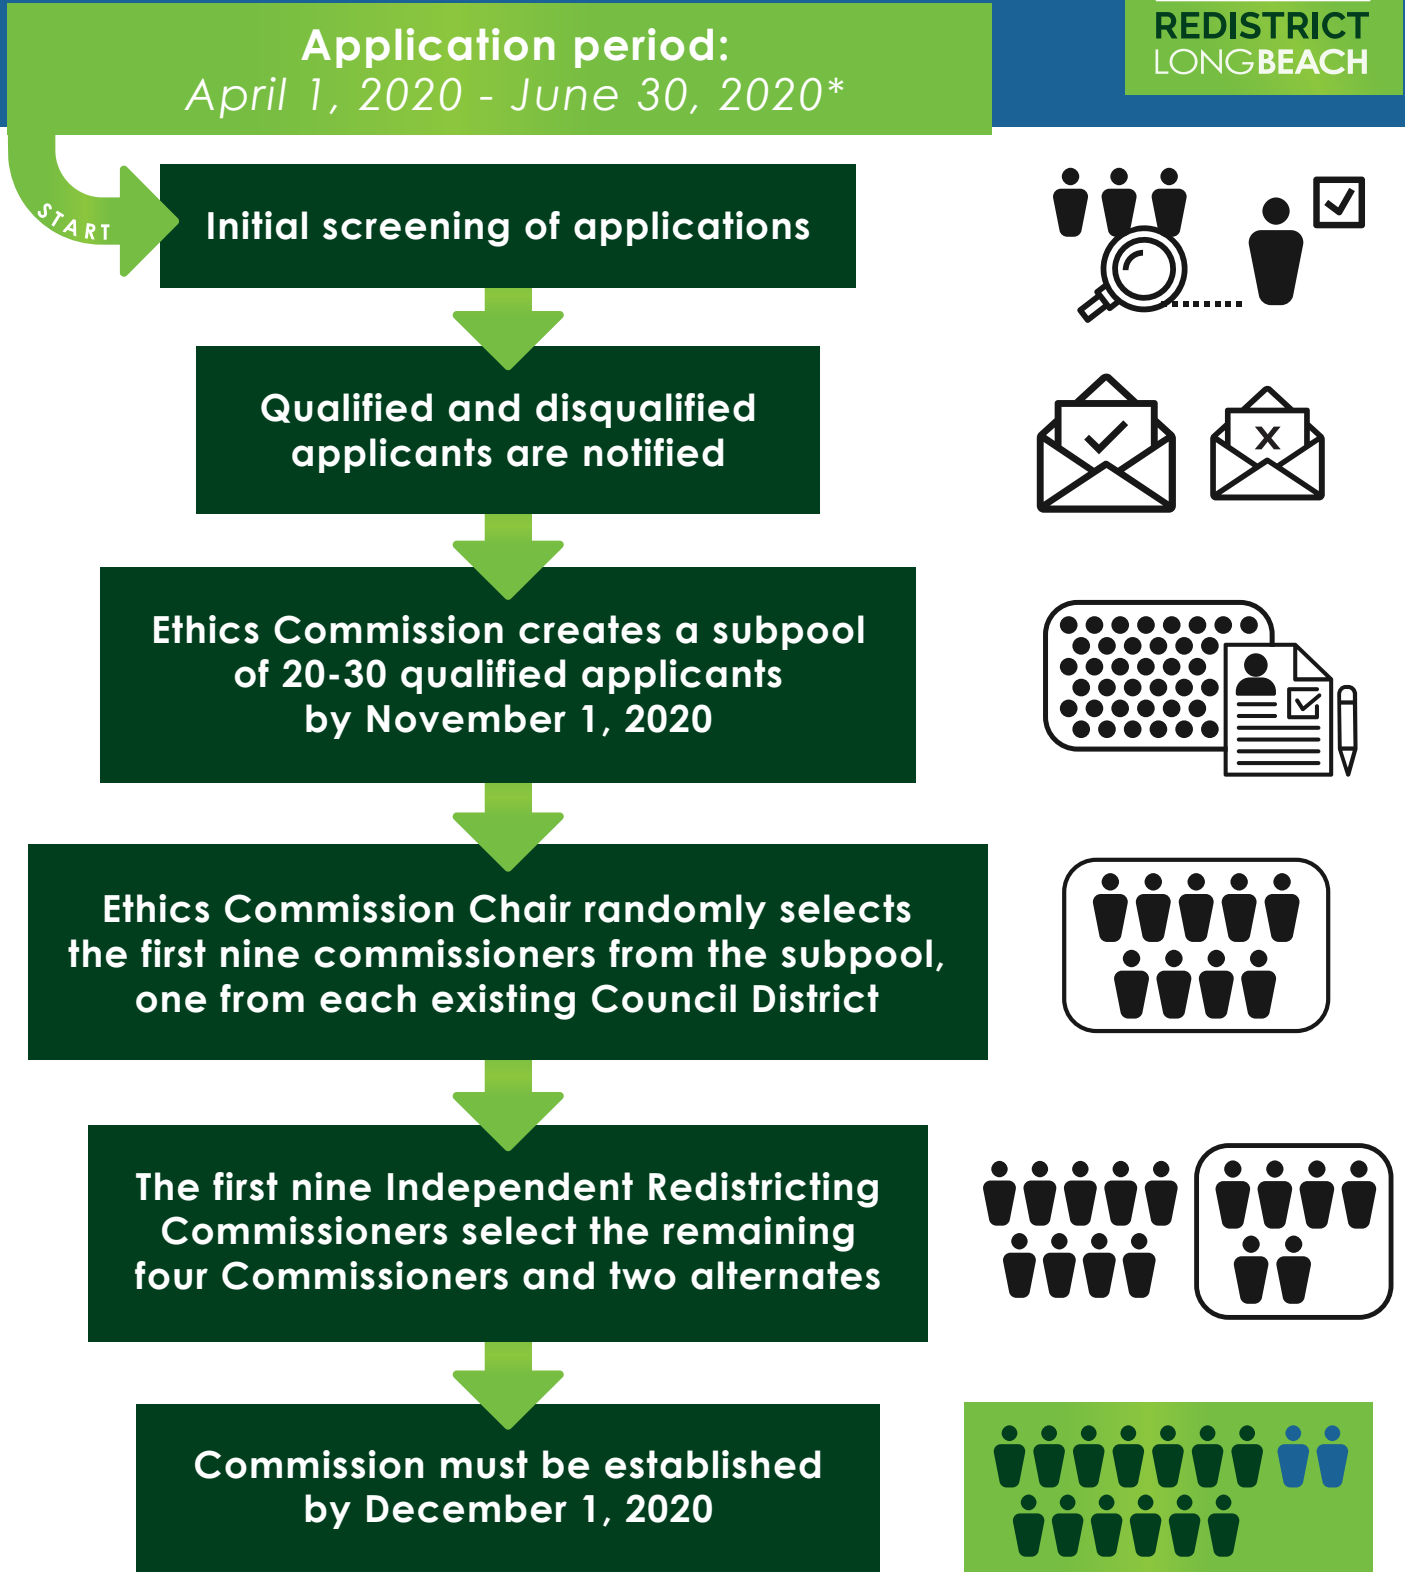 Application period:
April 1, 2020 - June 30, 2020*
REDISTRICT
LONGBEACH
START
Initial screening of applications
Qualified and disqualified
applicants are notified
X
Ethics Commission creates a subpool
of 20-30 qualified applicants
by November 1, 2020
Ethics Commission Chair randomly selects
the first nine commissioners from the subpool,
one from each existing Council District
The first nine Independent Redistricting
Commissioners select the remaining
four Commissioners and two alternates
Commission must be established
by December 1, 2020